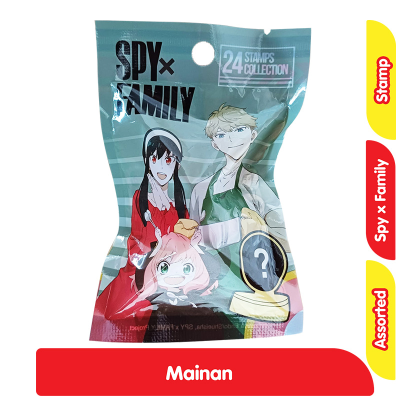 SPY×
FAMILY
24 STAMPS
COLLECTION
?
Stamp
Spy × Family
Assorted
Mainan